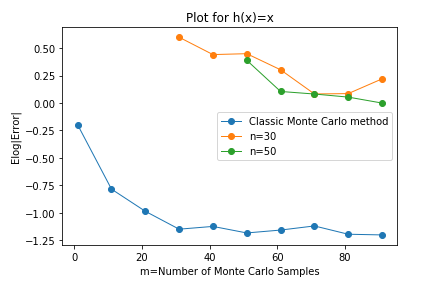 Plot for h(x)=x
Elog|Error|
0.50
0.25
0.00
−0.25
−0.50
−0.75
−1.00
−1.25
Classic Monte Carlo method
n=30
n=50
0 20 40 60 80
m=Number of Monte Carlo Samples